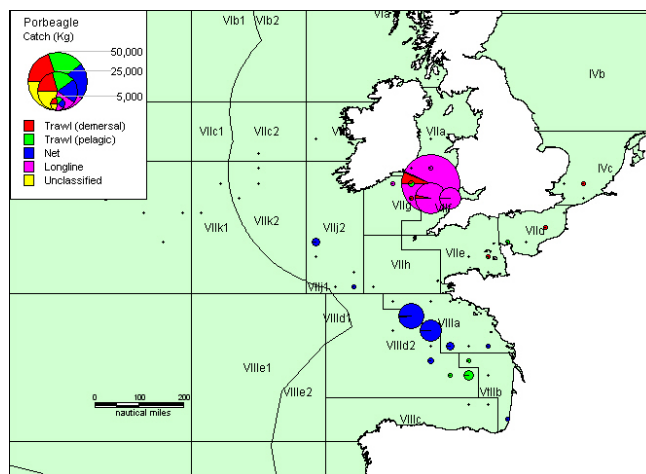 Porbeagle
Catch (Kg)
50,000
25,000
5,000
Trawl (demersal)
Trawl (pelagic)
Net
Longline
Unclassified
VIb1
VIb2
VIa
IVb
VIIc1
VIIc2
VIIb
VIIa
IVc
VIIk1
VIIk2
VIIj2
VIIg
VIIf
VIId
VIIe
VIIh
VIIj1
VIIId1
VIIIa
VIIId2
VIIIe1
VIIIe2
VIIIb
VIIIc
0
50
100
200
nautical miles